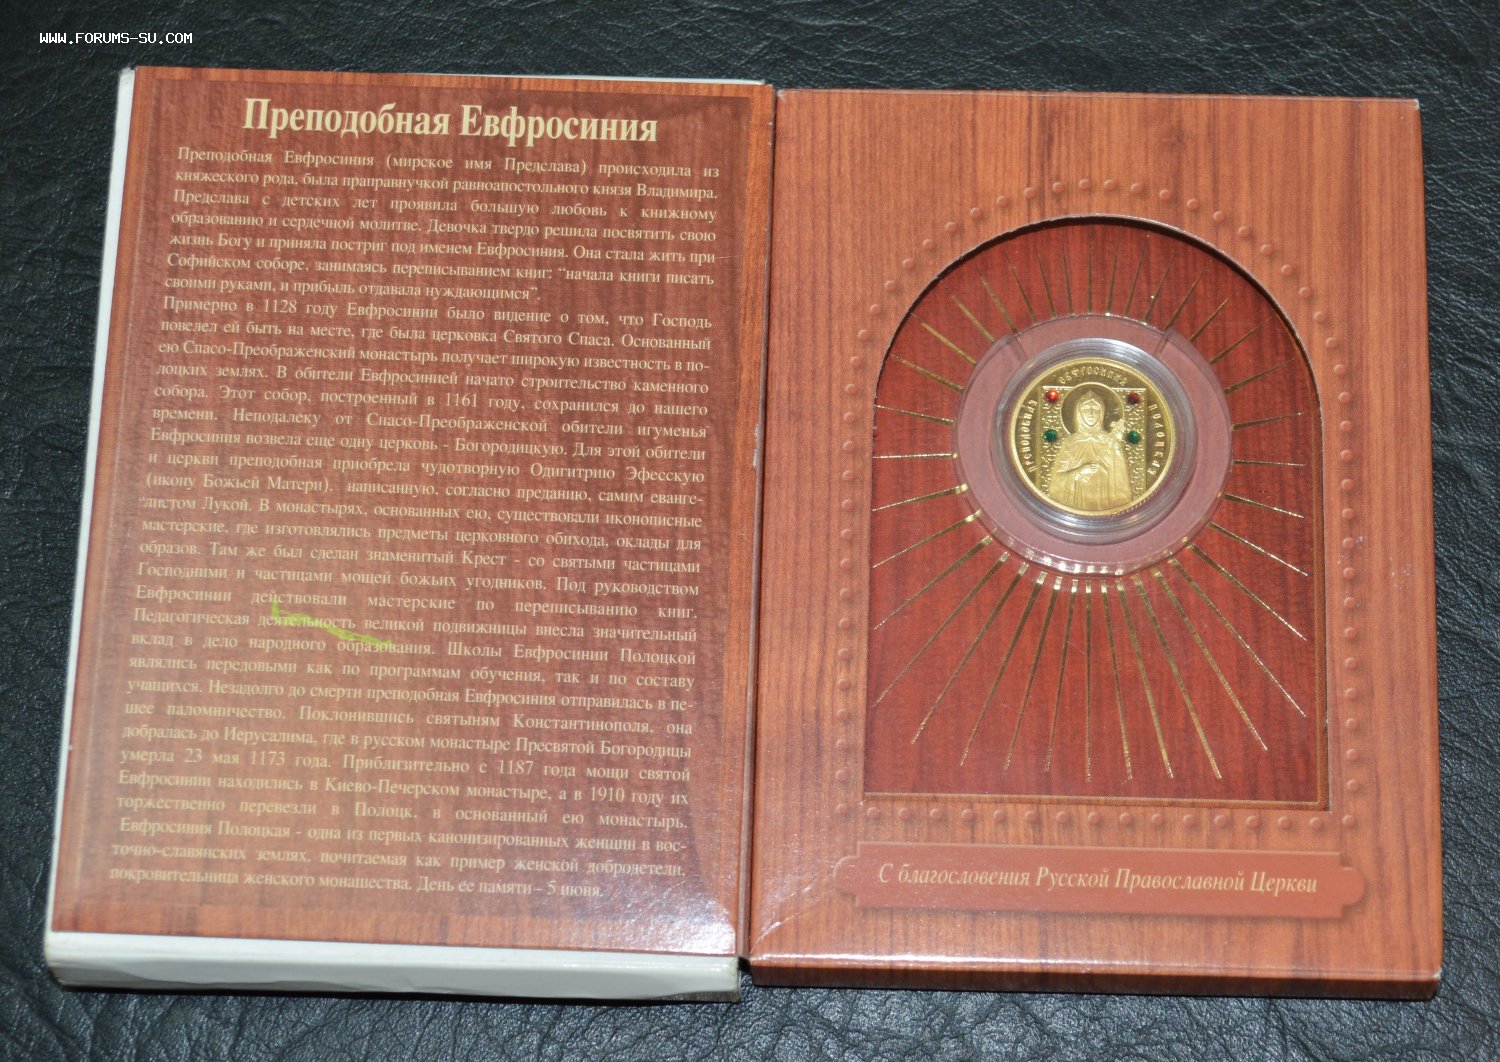 WWW.FORUMS-SU.COM
Преподобная Евфросиния
Преподобная Евфросиния (мирское имя Предслава) происходила из
княжеского рода, была праправнучкой равноапостольного князя Владимира.
Предслава с детских лет проявила большую любовь к книжному
образованию и сердечной молитве. Девочка твердо решила посвятить свою
жизнь Богу и приняла постриг под именем Евфросиния. Она стала жить при
Софийском соборе, занимаясь переписыванием книг: “начала книги писать
своими руками, и прибыль отдавала нуждающимся”.
Примерно в 1128 году Евфросинии было видение о том, что Господь
повелел ей быть на месте, где была церковка Святого Спаса. Основанный
ею Спасо-Преображенский монастырь получает широкую известность в по-
лоцких землях. В обители Евфросинией начато строительство каменного
собора. Этот собор, построенный в 1161 году, сохранился до нашего
времени. Неподалеку от Спасо-Преображенской обители игуменья
Евфросиния возвела еще одну церковь - Богородицкую. Для этой обители
и церкви преподобная приобрела чудотворную Одигитрию Эфесскую
(икону Божьей Матери), написанную, согласно преданию, самим еванге-
листом Лукой. В монастырях, основанных ею, существовали иконописные
мастерские, где изготовлялись предметы церковного обихода, оклады для
образов. Там же был сделан знаменитый Крест - со святыми частицами
Господними и частицами мощей божьих угодников. Под руководством
Евфросинии действовали мастерские по переписыванию книг.
Педагогическая деятельность великой подвижницы внесла значительный
вклад в дело народного образования. Школы Евфросинии Полоцкой
являлись передовыми как по программам обучения, так и по составу
учащихся. Незадолго до смерти преподобная Евфросиния отправилась в пе-
шее паломничество. Поклонившись святыням Константинополя, она
добралась до Иерусалима, где в русском монастыре Пресвятой Богородицы
умерла 23 мая 1173 года. Приблизительно с 1187 года мощи святой
Евфросинии находились в Киево-Печерском монастыре, а в 1910 году их
торжественно перевезли в Полоцк, в основанный ею монастырь.
Евфросиния Полоцкая - одна из первых канонизированных женщин в вос-
точно-славянских землях, почитаемая как пример женской добродетели,
покровительница женского монашества. День ее памяти – 5 июня.
ПРЕПОДОБНАЯ ЕВФРОСИНИЯ ПОЛОЦКАЯ
С благословения Русской Православной Церкви